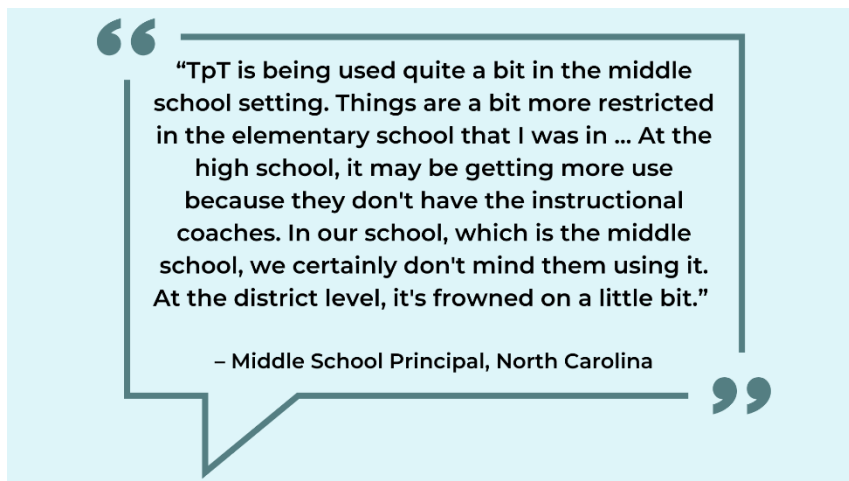 “TpT is being used quite a bit in the middle
school setting. Things are a bit more restricted
in the elementary school that I was in ... At the
high school, it may be getting more use
because they don't have the instructional
coaches. In our school, which is the middle
school, we certainly don't mind them using it.
At the district level, it's frowned on a little bit.”
– Middle School Principal, North Carolina